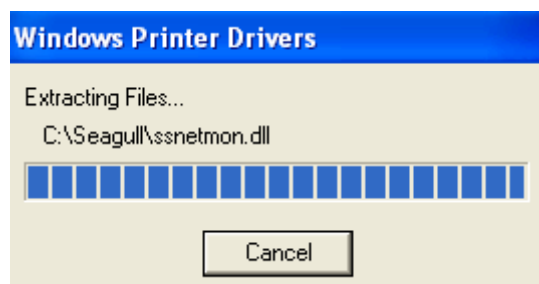 Windows Printer Drivers
Extracting Files...
C:\Seagull\ssnetmon.dll
Cancel